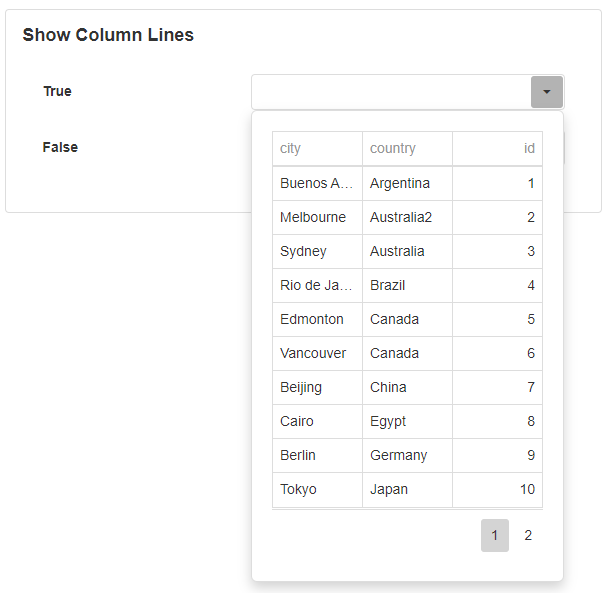 Show Column Lines
True
False
city country id
Buenos A... Argentina 1
Melbourne Australia2 2
Sydney Australia 3
Rio de Ja... Brazil 4
Edmonton Canada 5
Vancouver Canada 6
Beijing China 7
Cairo Egypt 8
Berlin Germany 9
Tokyo Japan 10
1 2